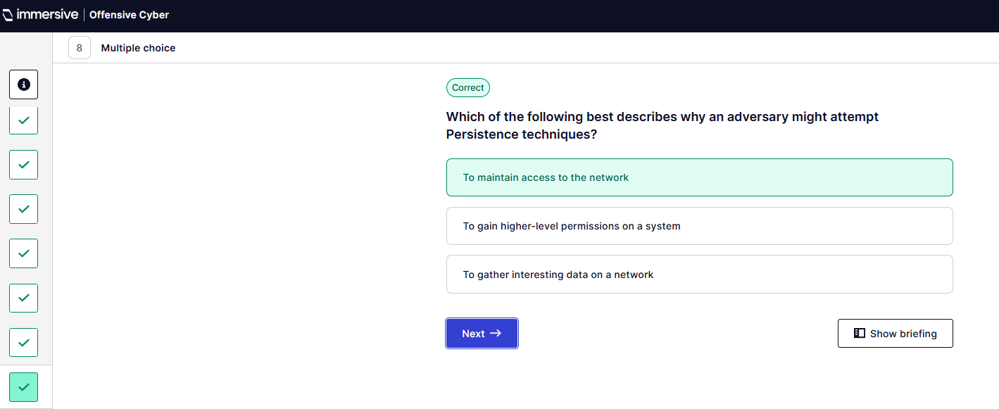 immersive Offensive Cyber
8 Multiple choice
Correct
Which of the following best describes why an adversary might attempt
Persistence techniques?
To maintain access to the network
To gain higher-level permissions on a system
To gather interesting data on a network
Next → Show briefing